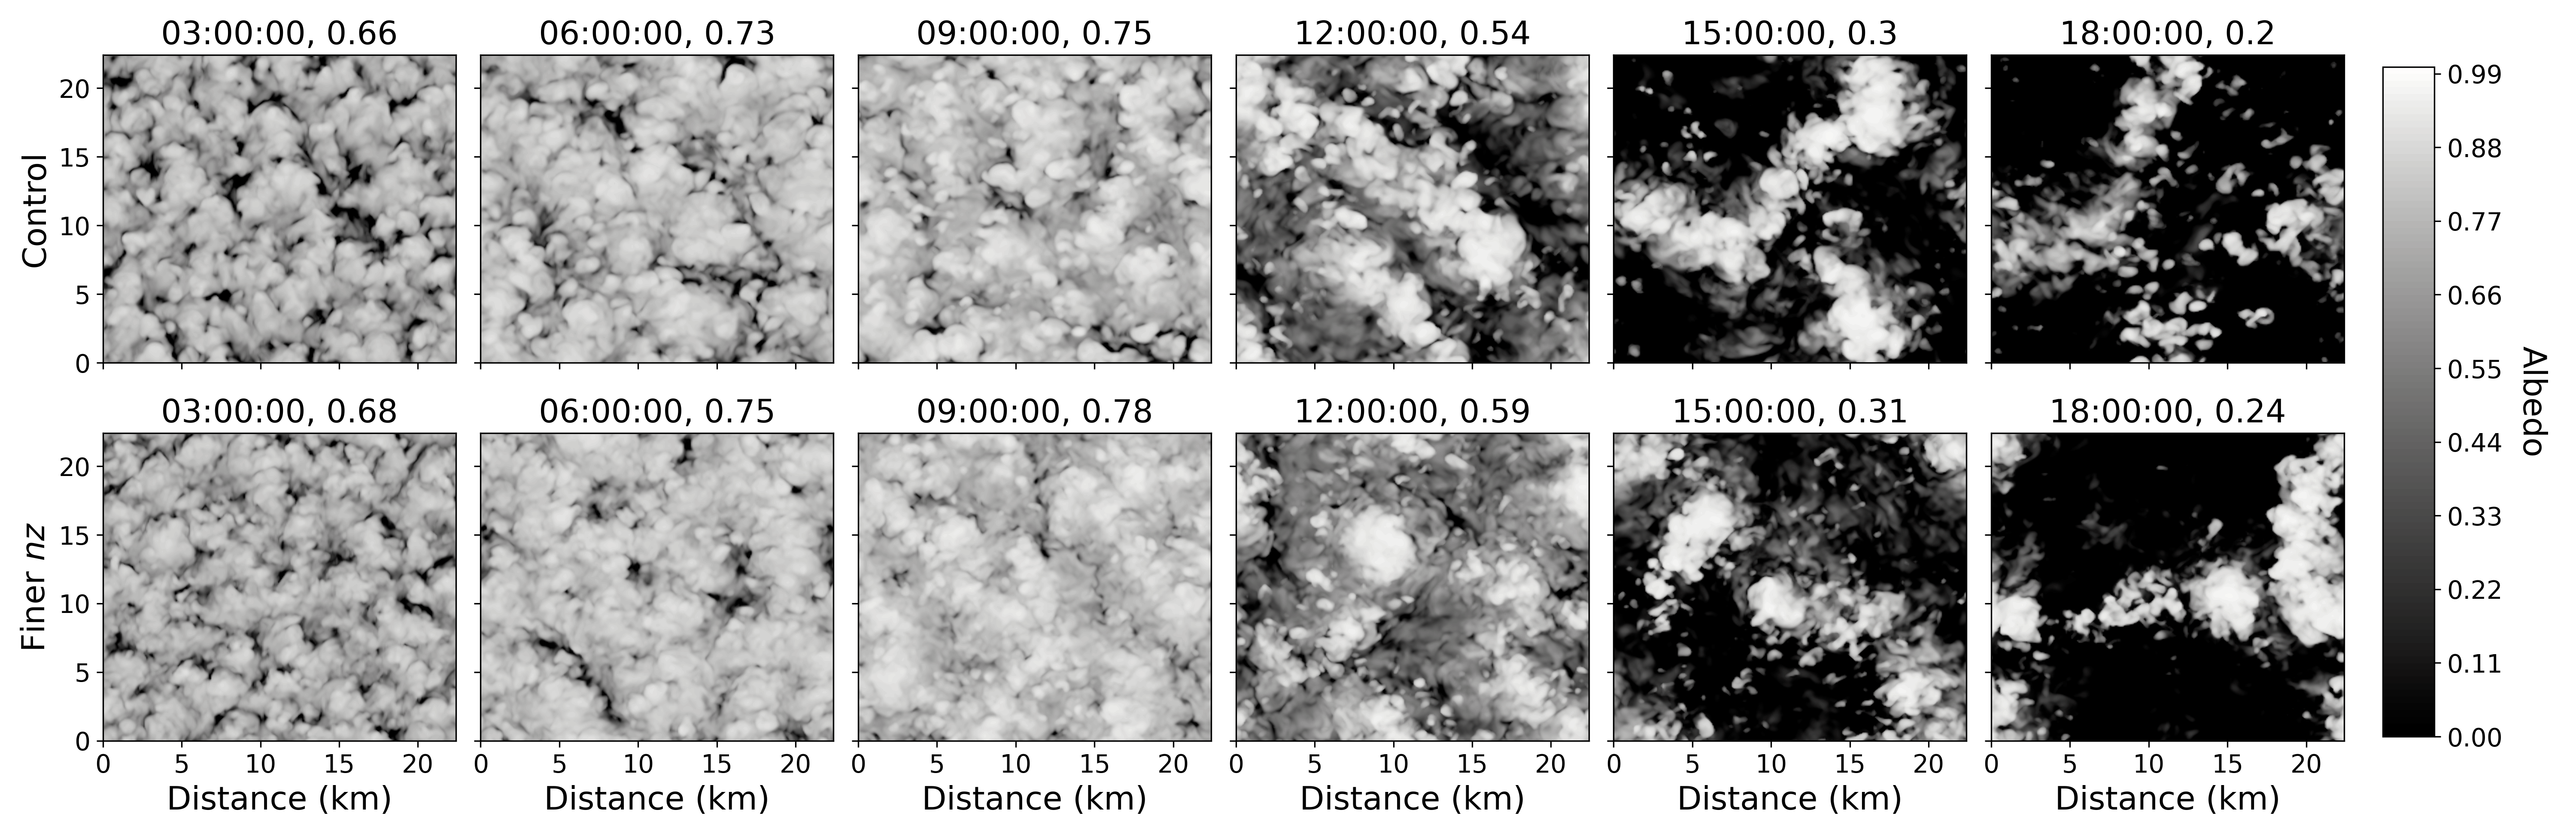 03:00:00, 0.66
06:00:00, 0.73
09:00:00, 0.75
12:00:00, 0.54
15:00:00, 0.3
18:00:00, 0.2
Control
20
15
10
5
0
03:00:00, 0.68
06:00:00, 0.75
09:00:00, 0.78
12:00:00, 0.59
15:00:00, 0.31
18:00:00, 0.24
Finer nz
20
15
10
5
0
0 5 10 15 20
0 5 10 15 20
0 5 10 15 20
0 5 10 15 20
0 5 10 15 20
0 5 10 15 20
Distance (km)
Distance (km)
Distance (km)
Distance (km)
Distance (km)
Distance (km)
0.99
0.88
0.77
0.66
0.55
0.44
0.33
0.22
0.11
0.00
Albedo